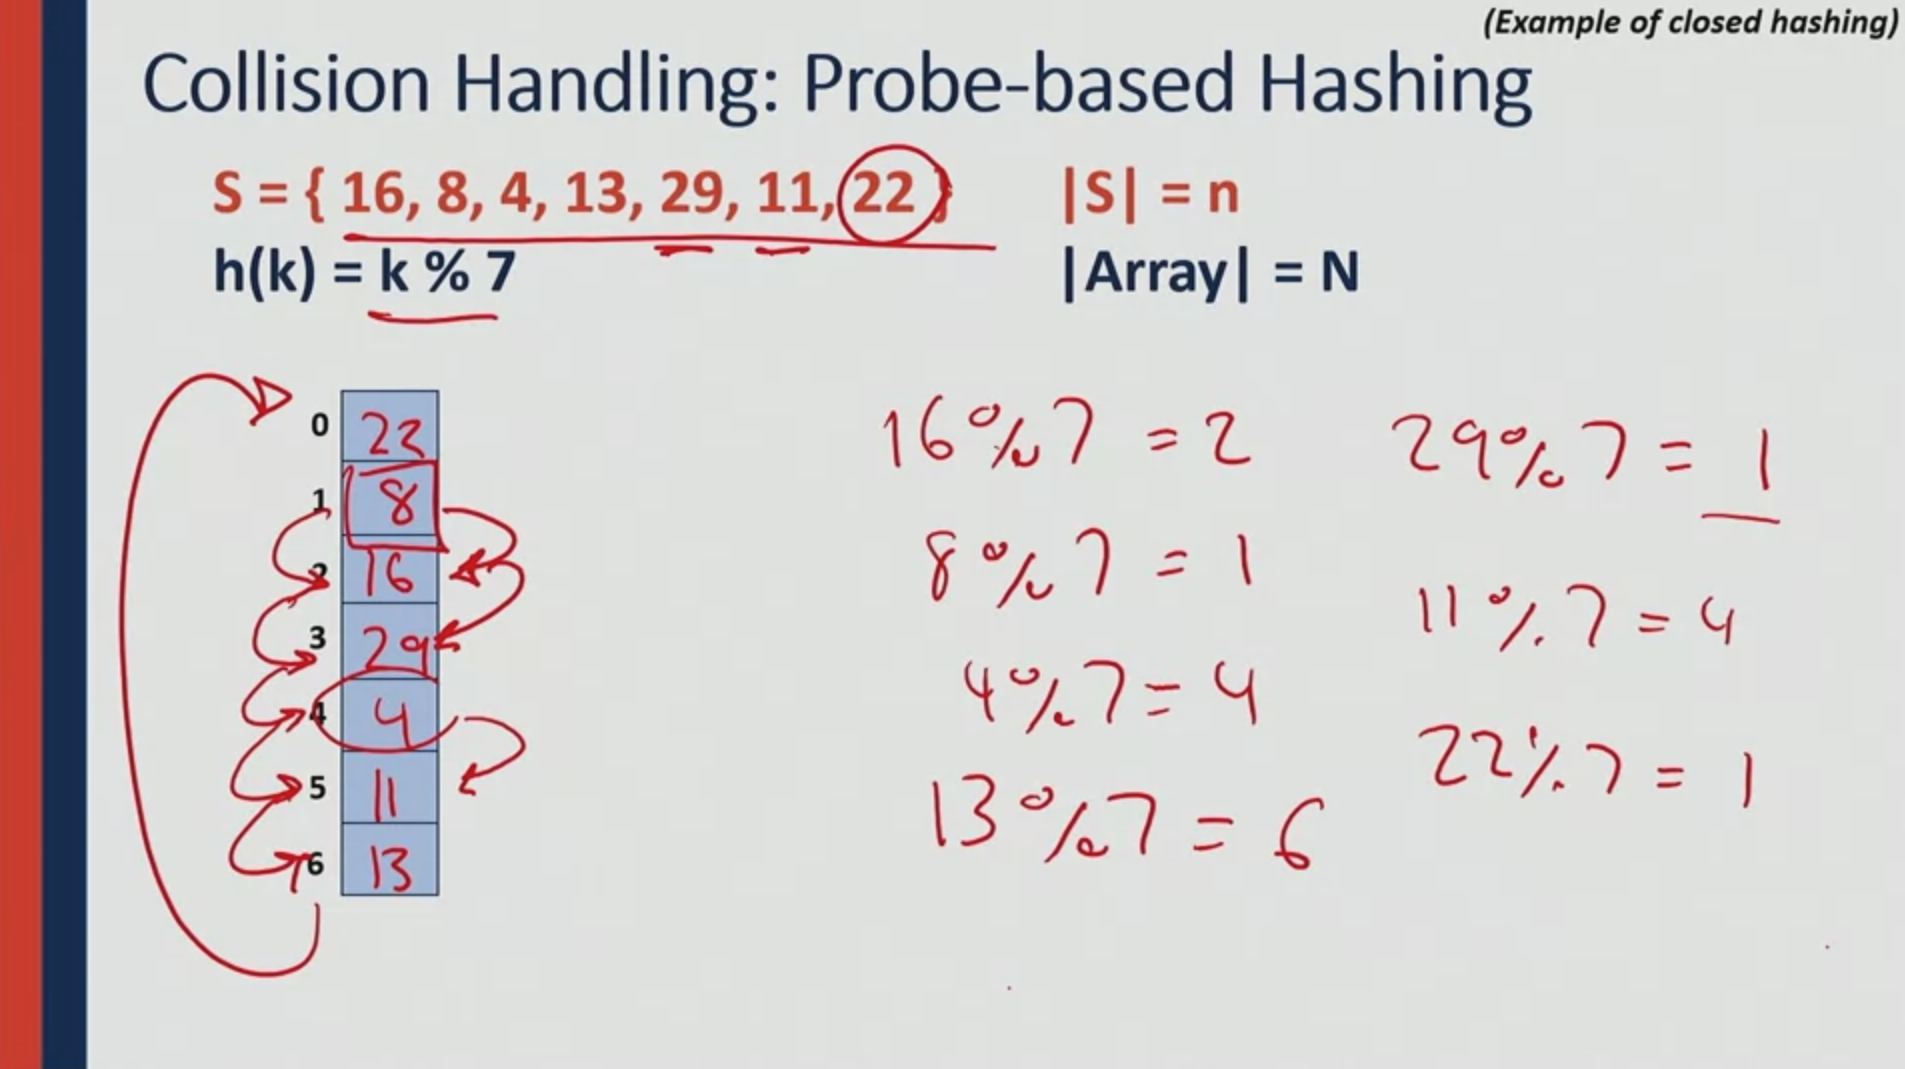 (Example of closed hashing)
Collision Handling: Probe-based Hashing
S = { 16, 8, 4, 13, 29, 11, 22 }
|S| = n
h(k) = k % 7
|Array| = N
0 22
1 8
2 16
3 29
4 4
5 11
6 13
16 % 7 = 2
8 % 7 = 1
4 % 7 = 4
13 % 7 = 6
29 % 7 = 1
11 % 7 = 4
22 % 7 = 1